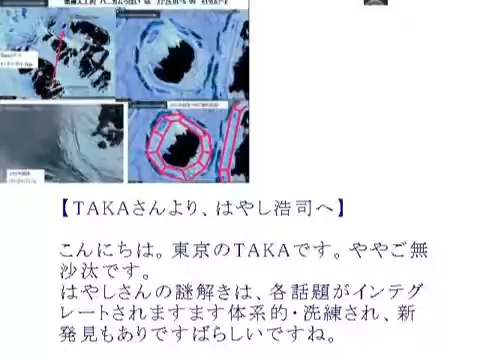 【TAKAさんより、はやし浩司へ】
こんにちは。東京のTAKAです。ややご無
沙汰です。
はやしさんの謎解きは、各話題がインテグ
レートされますます体系的・洗練され、新
発見もありですばらしいですね。